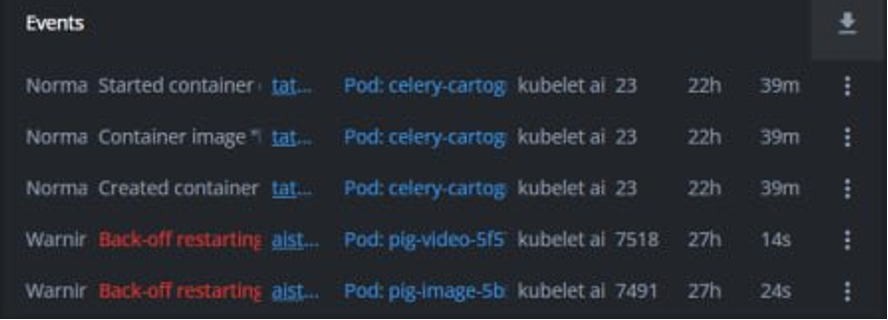 Events
Norma Started container tat... Pod: celery-cartog kubelet ai 23 22h 39m
Norma Container image tat... Pod: celery-cartog kubelet ai 23 22h 39m
Norma Created container tat... Pod: celery-cartog kubelet ai 23 22h 39m
Warnir Back-off restarting aist... Pod: pig-video-5f5 kubelet ai 7518 27h 14s
Warnir Back-off restarting aist... Pod: pig-image-5b kubelet ai 7491 27h 24s